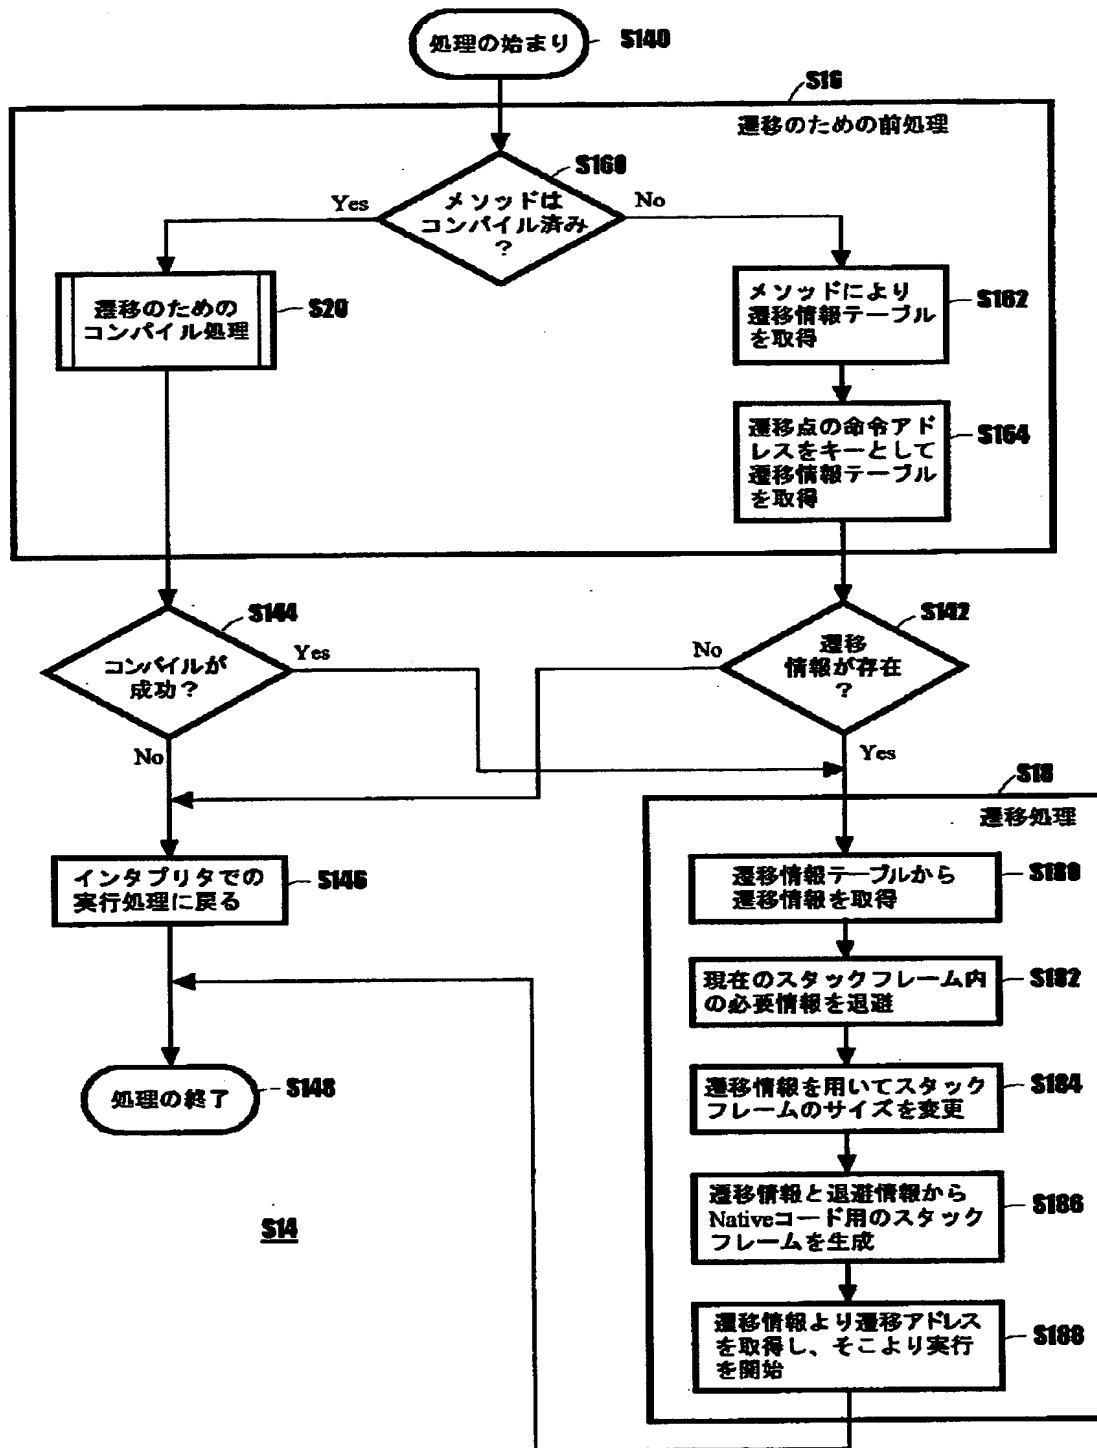 処理の始まり
S140
S16
遷移のための前処理
S160
メソッドは
コンパイル済み
?
Yes
No
遷移のための
コンパイル処理
S20
メソッドにより
遷移情報テーブル
を取得
S162
遷移点の命令アド
レスをキーとして
遷移情報テーブル
を取得
S164
S144
コンパイルが
成功?
Yes
No
S142
遷移
情報が存在
?
No
Yes
S18
遷移処理
インタプリタでの
実行処理に戻る
S146
遷移情報テーブルから
遷移情報を取得
S180
現在のスタックフレーム内
の必要情報を退避
S182
処理の終了
S148
遷移情報を用いてスタック
フレームのサイズを変更
S184
遷移情報と退避情報から
Nativeコード用のスタック
フレームを生成
S186
S14
遷移情報より遷移アドレス
を取得し、そこより実行
を開始
S188